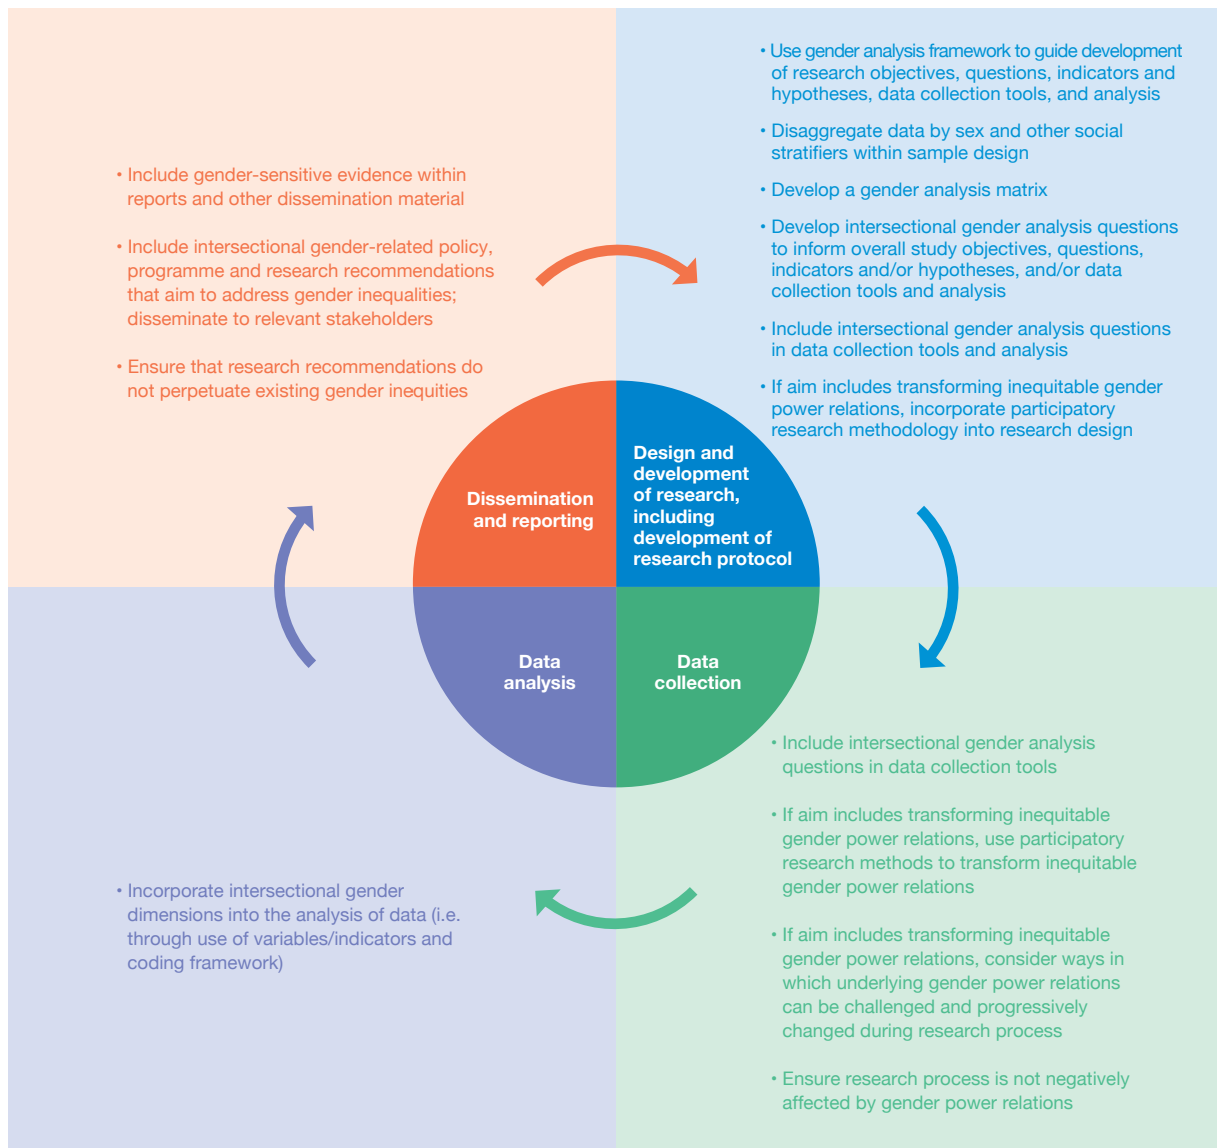 • Use gender analysis framework to guide development
of research objectives, questions, indicators and
hypotheses, data collection tools, and analysis
• Disaggregate data by sex and other social
stratifiers within sample design
• Develop a gender analysis matrix
• Develop intersectional gender analysis questions
to inform overall study objectives, questions,
indicators and/or hypotheses, and/or data
collection tools and analysis
• Include intersectional gender analysis questions
in data collection tools and analysis
• If aim includes transforming inequitable gender
power relations, incorporate participatory
research methodology into research design
• Include gender-sensitive evidence within
reports and other dissemination material
• Include intersectional gender-related policy,
programme and research recommendations
that aim to address gender inequalities;
disseminate to relevant stakeholders
• Ensure that research recommendations do
not perpetuate existing gender inequities
Dissemination
and reporting
Design and
development
of research,
including
development of
research protocol
Data
analysis
Data
collection
• Include intersectional gender analysis
questions in data collection tools
• If aim includes transforming inequitable
gender power relations, use participatory
research methods to transform inequitable
gender power relations
• If aim includes transforming inequitable
gender power relations, consider ways in
which underlying gender power relations
can be challenged and progressively
changed during research process
• Ensure research process is not negatively
affected by gender power relations
• Incorporate intersectional gender
dimensions into the analysis of data (i.e.
through use of variables/indicators and
coding framework)